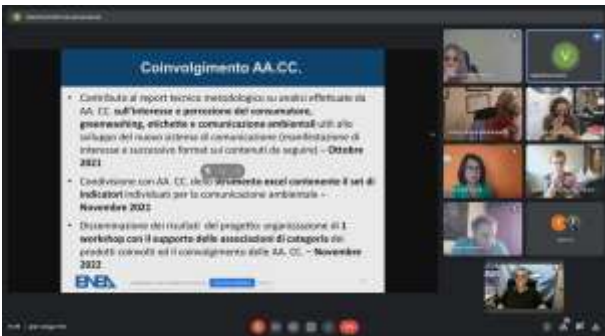 Coinvolgimento AA.CC.
• Contributo al report tecnico metodologico su analisi effettuate da
AA. CC. sull'interesse e percezione del consumatore,
greenwashing, etichette e comunicazione ambientali utili allo
sviluppo del nuovo sistema di comunicazione (manifestazione di
interesse e successivo format sui contenuti da seguire) – Ottobre
2021
• Condivisione con AA. CC. dello strumento excel contenente il set di
indicatori individuati per la comunicazione ambientale –
Novembre 2021
• Disseminazione dei risultati del progetto: organizzazione di 1
workshop con il supporto delle associazioni di categoria dei
prodotti coinvolti ed il coinvolgimento delle AA. CC. – Novembre
2022
ENEA
V